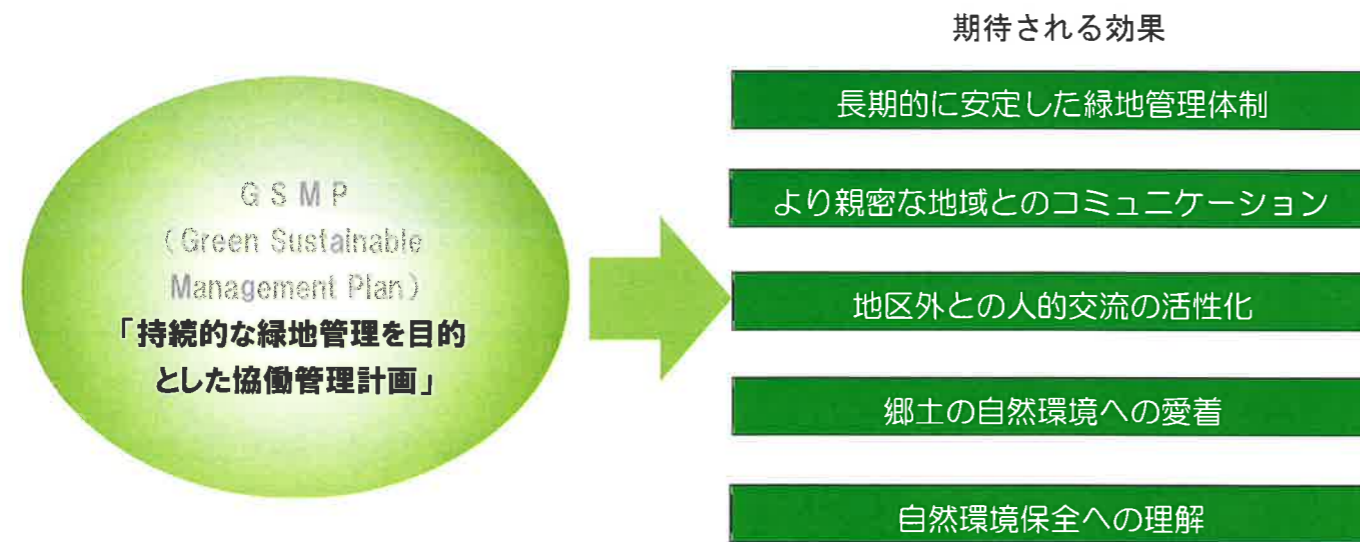 期待される効果
GSMP
(Green Sustainable
Management Plan)
「持続的な緑地管理を目的
とした協働管理計画」
長期的に安定した緑地管理体制
より親密な地域とのコミュニケーション
地区外との人的交流の活性化
郷土の自然環境への愛着
自然環境保全への理解